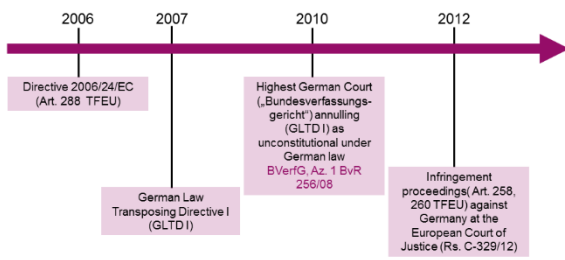 2006
2007
2010
2012
Directive 2006/24/EC
(Art. 288 TFEU)
German Law
Transposing Directive I
(GLTD I)
Highest German Court
(„Bundesverfassungs-
gericht“) annulling
(GLTD I) as
unconstitutional under
German law
BVerfG, Az. 1 BvR
256/08
Infringement
proceedings( Art. 258,
260 TFEU) against
Germany at the
European Court of
Justice (Rs. C-329/12)